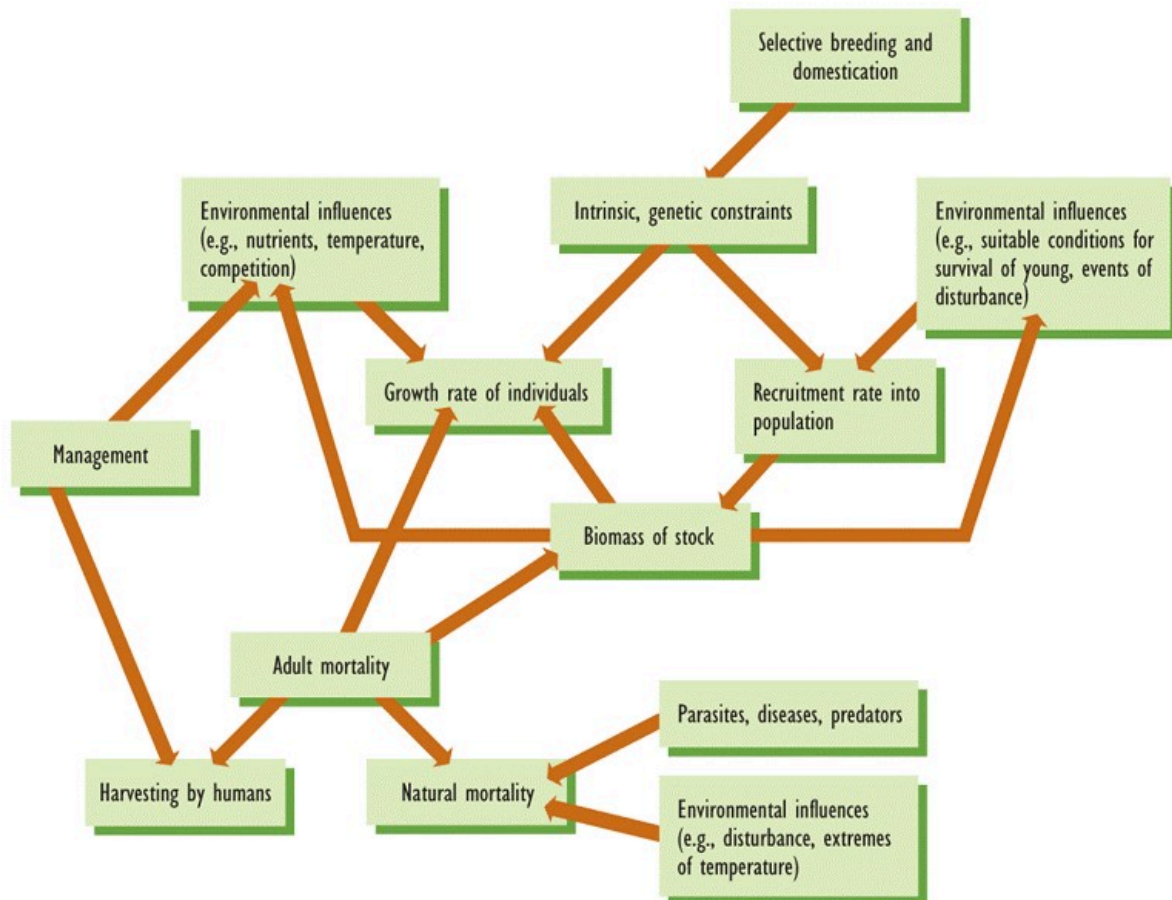 Selective breeding and
domestication
Environmental influences
(e.g., nutrients, temperature,
competition)
Intrinsic, genetic constraints
Environmental influences
(e.g., suitable conditions for
survival of young, events of
disturbance)
Growth rate of individuals
Recruitment rate into
population
Management
Biomass of stock
Adult mortality
Parasites, diseases, predators
Harvesting by humans
Natural mortality
Environmental influences
(e.g., disturbance, extremes
of temperature)